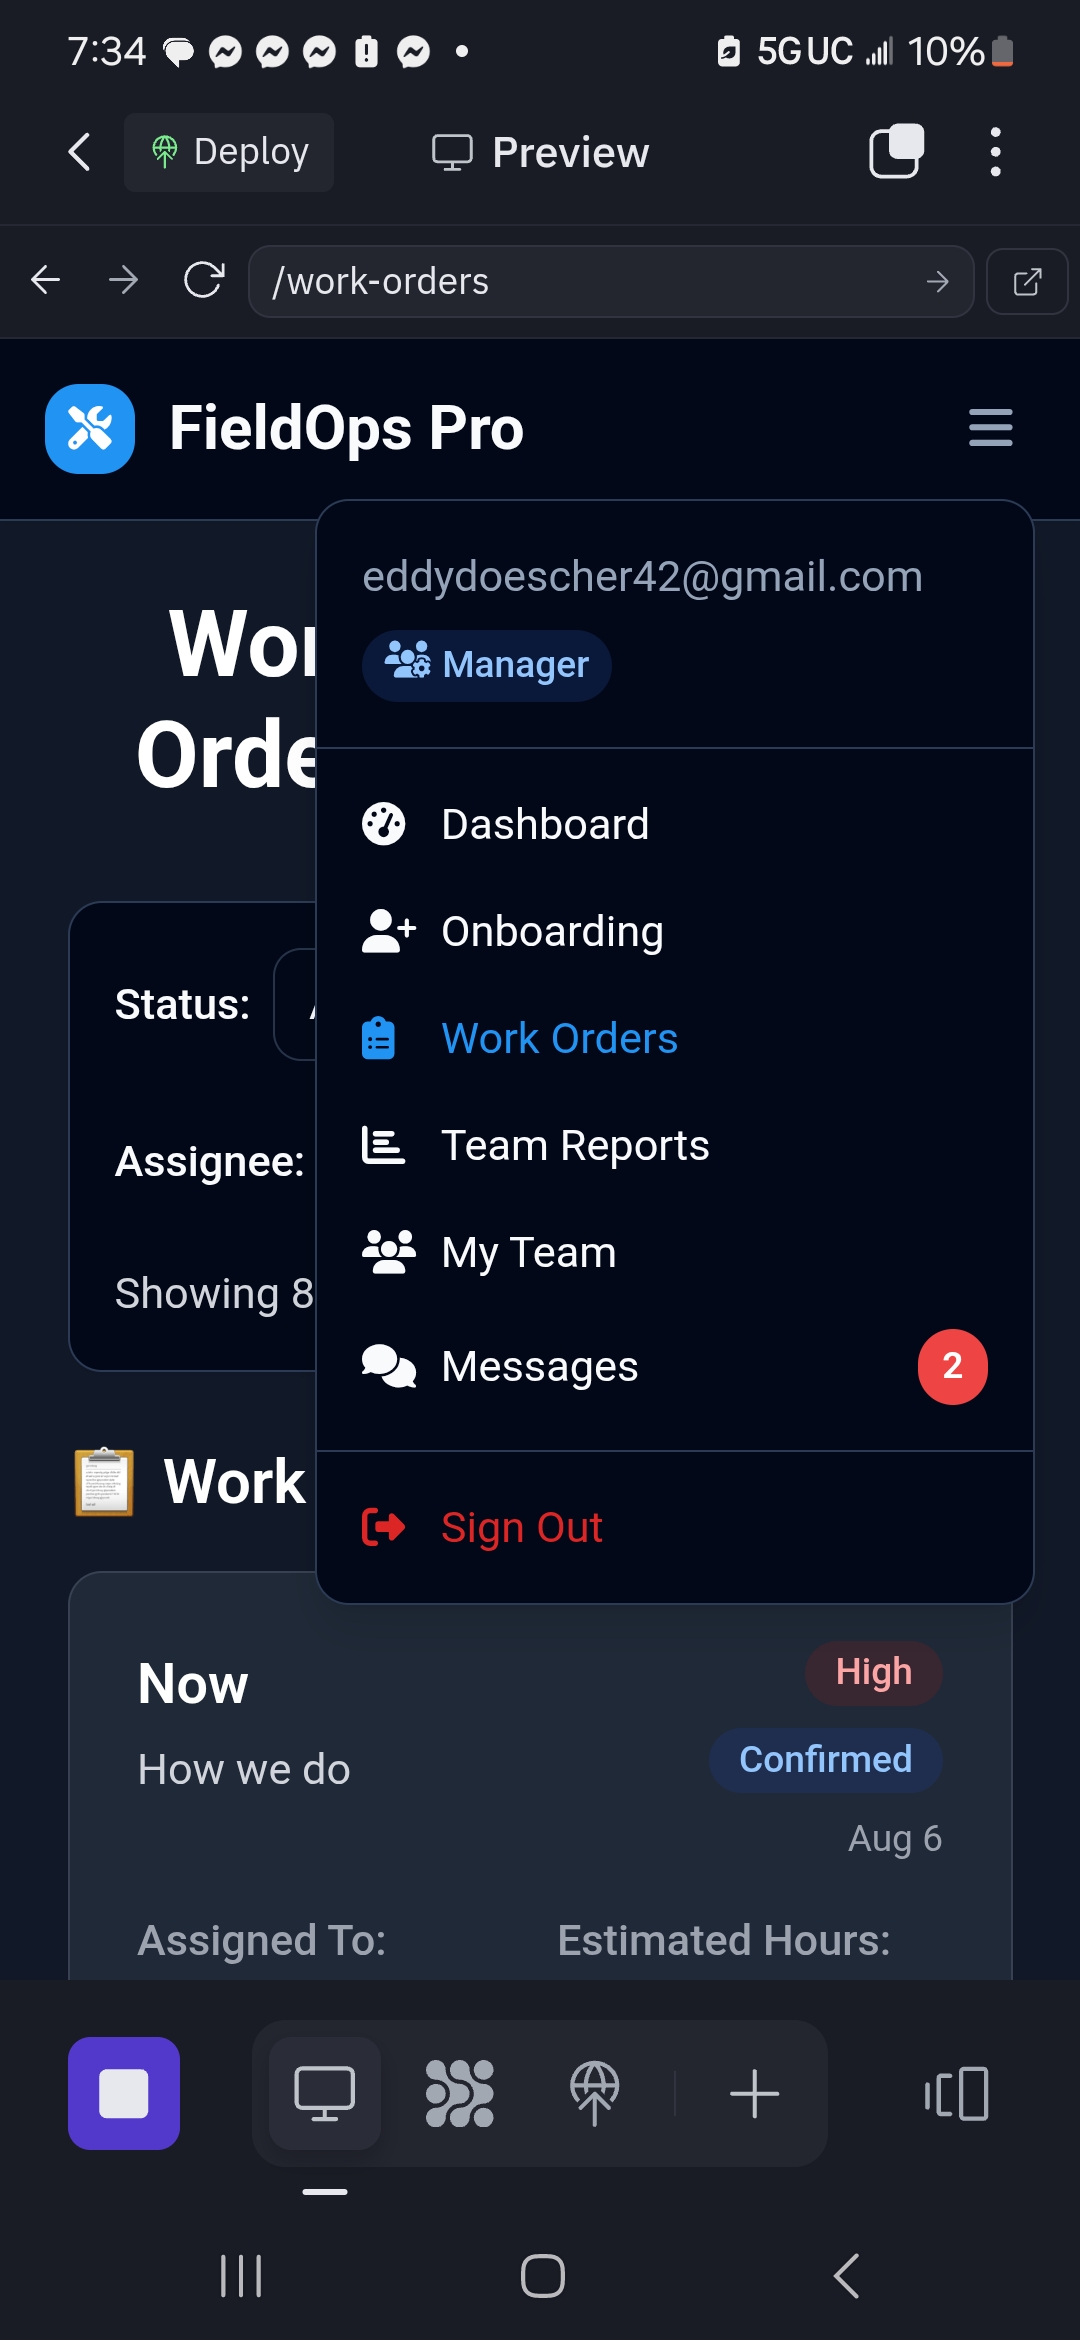 7:34
5G UC 10%
Deploy
Preview
/work-orders
FieldOps Pro
eddydoescher42@gmail.com
Manager
Dashboard
Onboarding
Work Orders
Team Reports
My Team
Messages 2
Sign Out
Status:
Assignee:
Showing 8
Work
Now
High
How we do
Confirmed
Aug 6
Assigned To:
Estimated Hours: